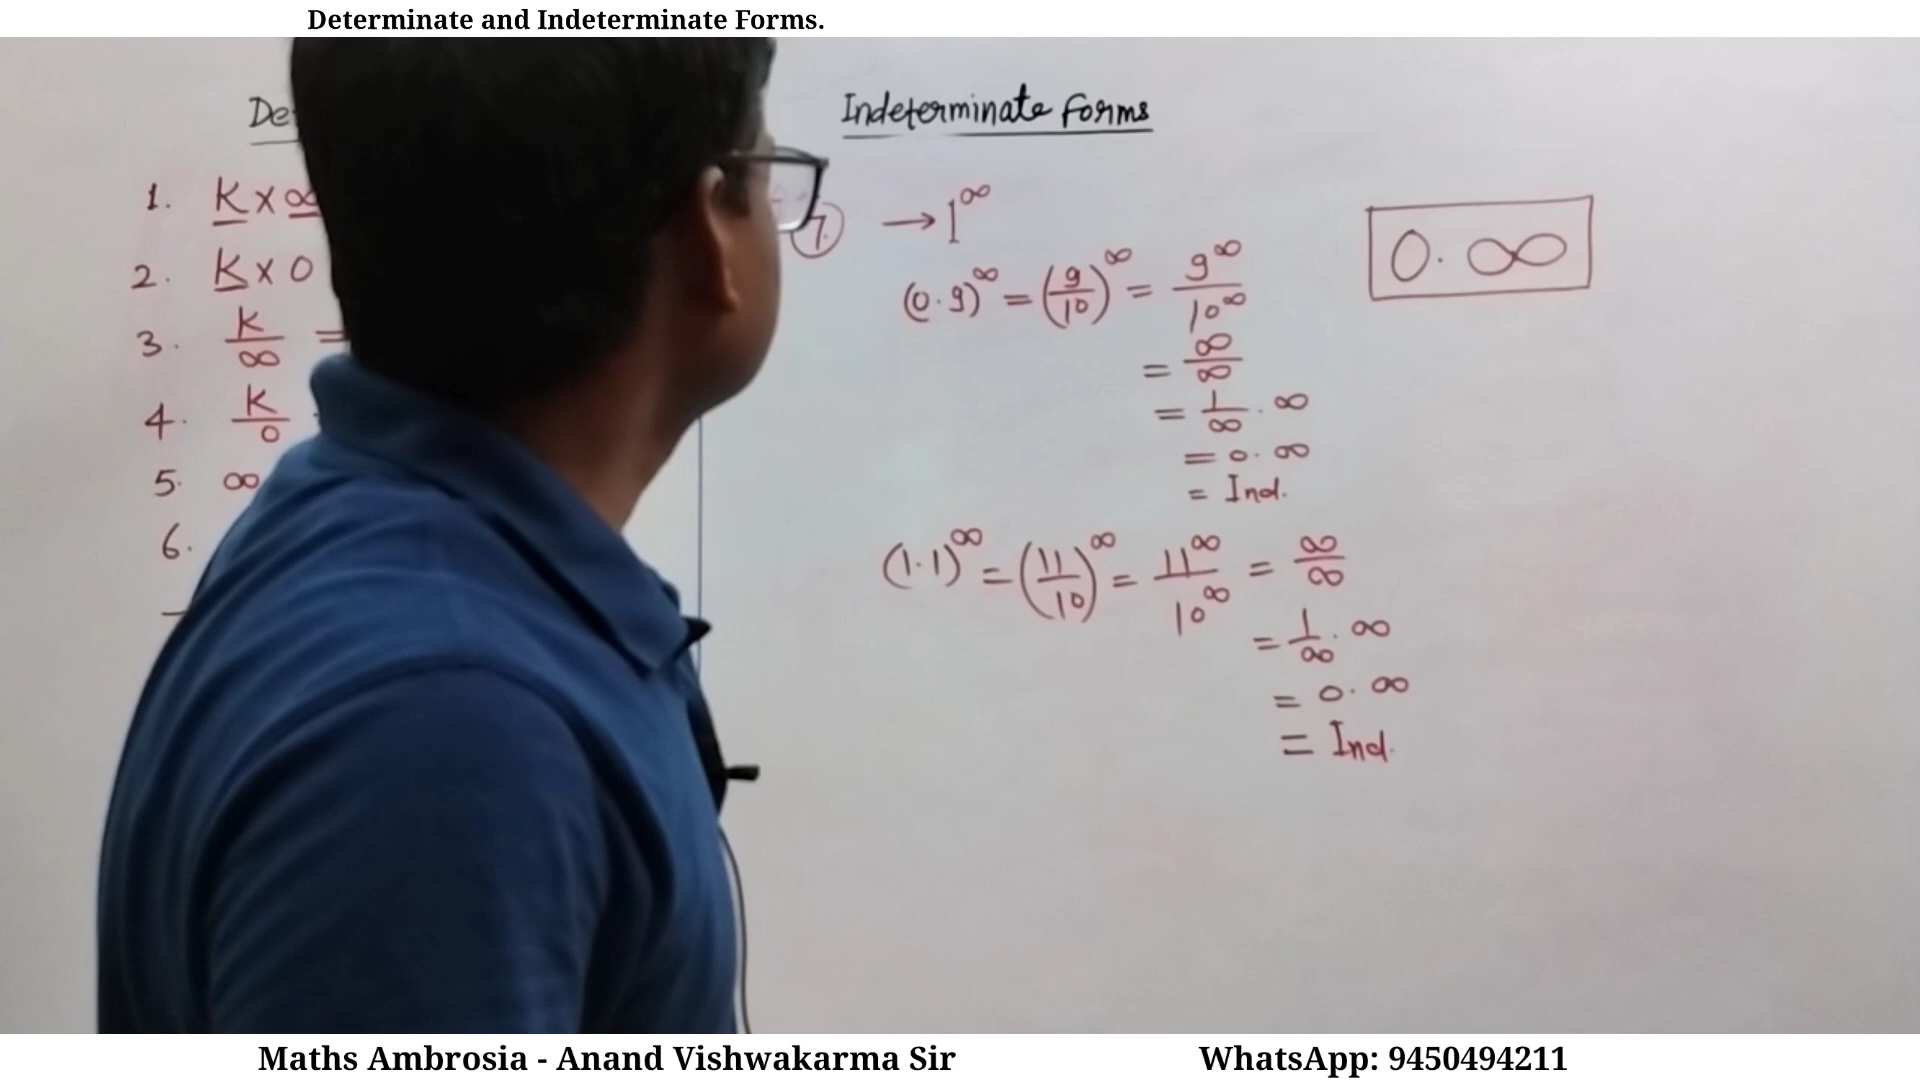 Determinate and Indeterminate Forms.
Indeterminate Forms
1. K x ∞
2. K x 0
3. K/∞ =
4. K/0
5. ∞
6.
7. → 1^∞
(0.9)^∞ = (9/10)^∞ = 9^∞/10^∞
= ∞/∞
= 1/∞ . ∞
= 0. ∞
= Ind.
(1.1)^∞ = (11/10)^∞ = 11^∞/10^∞ = ∞/∞
= 1/∞ . ∞
= 0. ∞
= Ind.
0. ∞
Maths Ambrosia - Anand Vishwakarma Sir
WhatsApp: 9450494211